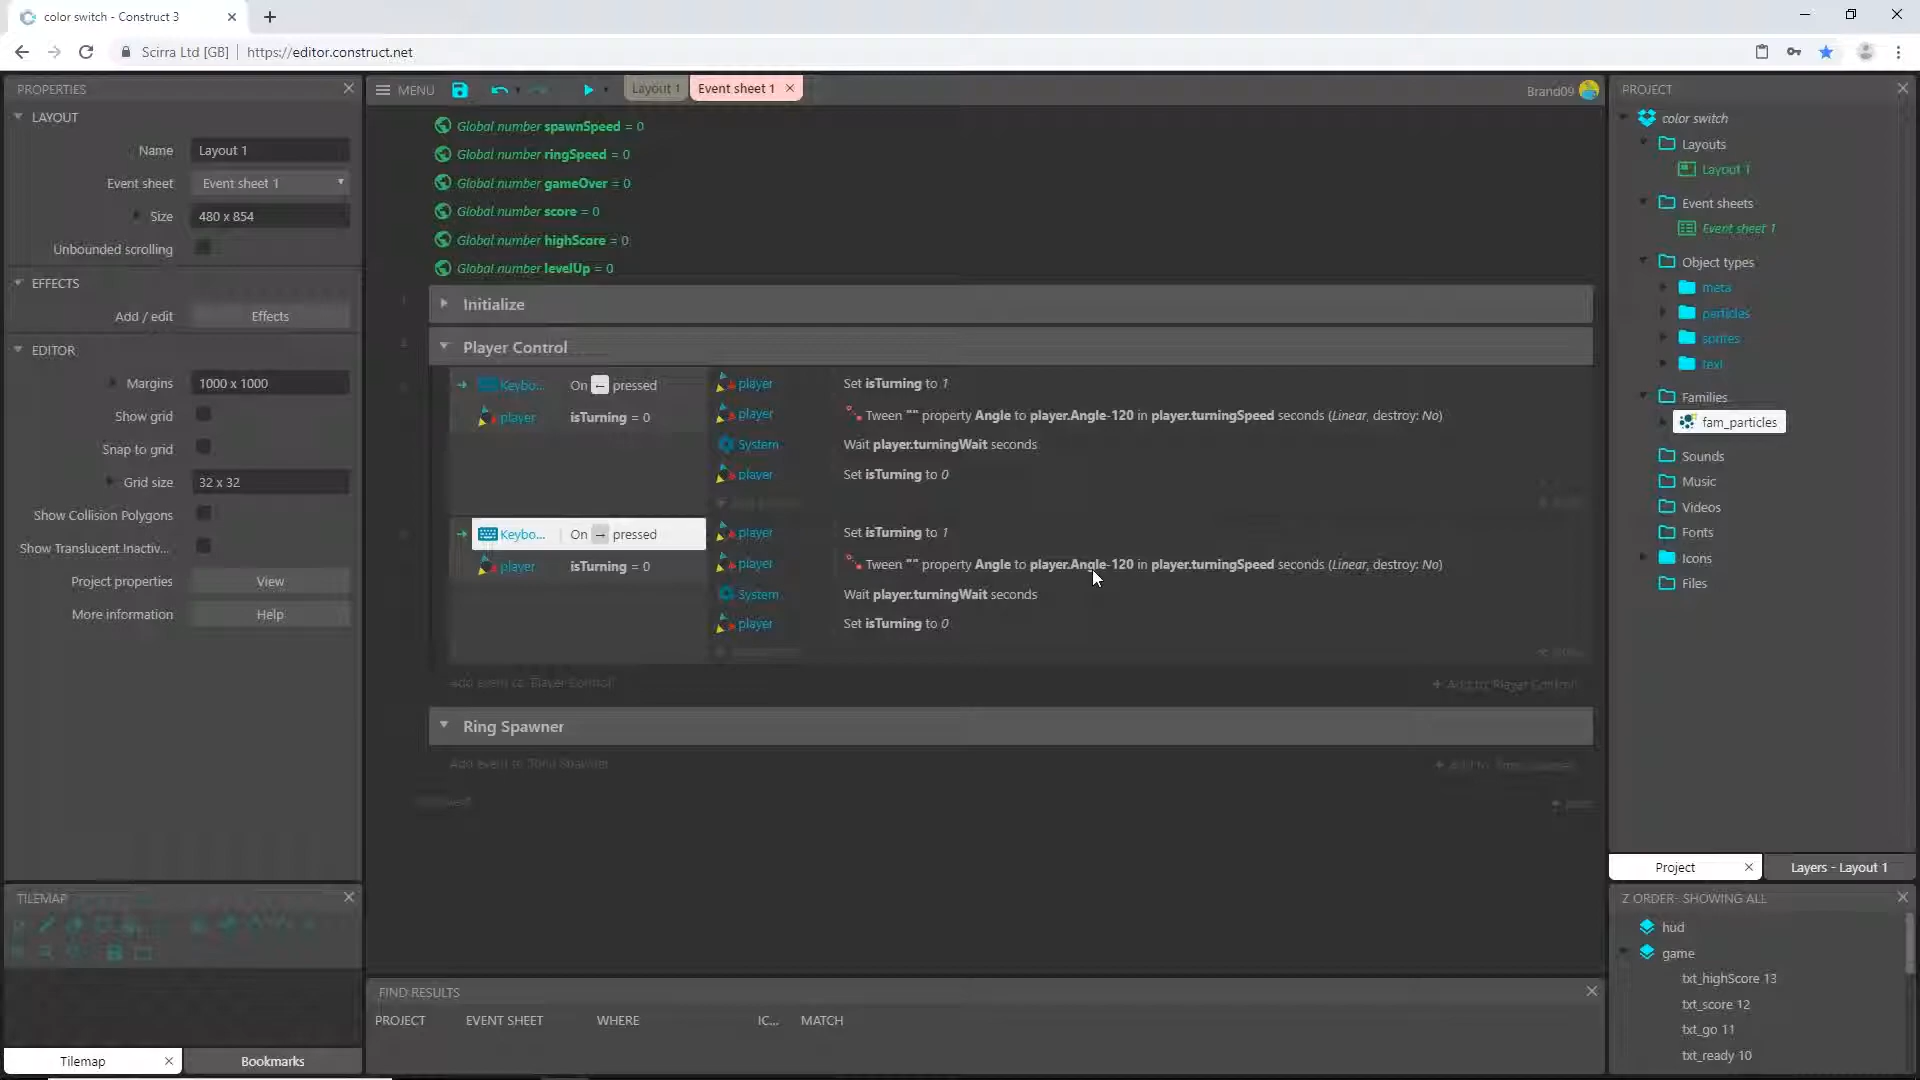 color switch - Construct 3
Scirra Ltd [GB]
https://editor.construct.net
PROPERTIES
LAYOUT
Name
Layout 1
Event sheet
Event sheet 1
Size
480 x 854
Unbounded scrolling
EFFECTS
Add / edit
Effects
EDITOR
Margins
1000 x 1000
Show grid
Snap to grid
Grid size
32 x 32
Show Collision Polygons
Show Translucent Inactiv...
Project properties
View
More information
Help
TILEMAP
Tilemap
Bookmarks
MENU
Layout 1
Event sheet 1
Brand09
Global number spawnSpeed = 0
Global number ringSpeed = 0
Global number gameOver = 0
Global number score = 0
Global number highScore = 0
Global number levelUp = 0
Initialize
Player Control
Keybo... On ← pressed
player isTurning = 0
player Set isTurning to 1
player Tween "" property Angle to player.Angle-120 in player.turningSpeed seconds (Linear, destroy: No)
System Wait player.turningWait seconds
player Set isTurning to 0
Keybo... On → pressed
player isTurning = 0
player Set isTurning to 1
player Tween "" property Angle to player.Angle-120 in player.turningSpeed seconds (Linear, destroy: No)
System Wait player.turningWait seconds
player Set isTurning to 0
Add event to 'Player Control'
+ Add to 'Player Control'
Ring Spawner
FIND RESULTS
PROJECT
EVENT SHEET
WHERE
IC...
MATCH
PROJECT
color switch
Layouts
Layout 1
Event sheets
Event sheet 1
Object types
meta
particles
sprites
text
Families
fam_particles
Sounds
Music
Videos
Fonts
Icons
Files
Project
Layers - Layout 1
Z ORDER- SHOWING ALL
hud
game
txt_highScore 13
txt_score 12
txt_go 11
txt_ready 10